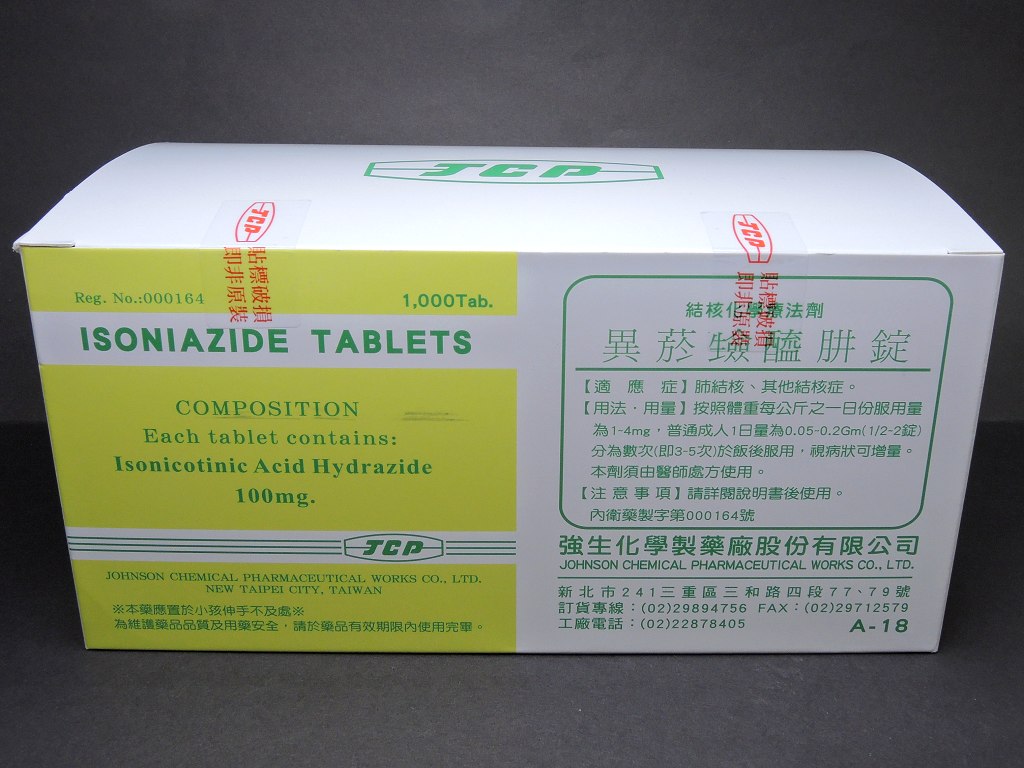 TCP
TCP
貼標破損
即非原裝
TCP
貼標破損
即非原裝
Reg. No.:000164
1,000Tab.
ISONIAZIDE TABLETS
COMPOSITION
Each tablet contains:
Isonicotinic Acid Hydrazide
100mg.
TCP
JOHNSON CHEMICAL PHARMACEUTICAL WORKS CO., LTD.
NEW TAIPEI CITY, TAIWAN
※本藥應置於小孩伸手不及處※
為維護藥品品質及用藥安全,請於藥品有效期限內使用完畢。
結核化學療法劑
異菸鹼醯肼錠
【適應症】肺結核、其他結核症。
【用法.用量】按照體重每公斤之一日份服用量
為1-4mg,普通成人1日量為0.05-0.2Gm(1/2-2錠)
分為數次(即3-5次)於飯後服用,視病狀可增量。
本劑須由醫師處方使用。
【注意事項】請詳閱說明書後使用。
內衛藥製字第000164號
強生化學製藥廠股份有限公司
JOHNSON CHEMICAL PHARMACEUTICAL WORKS CO., LTD.
新北市241三重區三和路四段77、79號
訂貨專線:(02)29894756 FAX:(02)29712579
工廠電話:(02)22878405
A-18